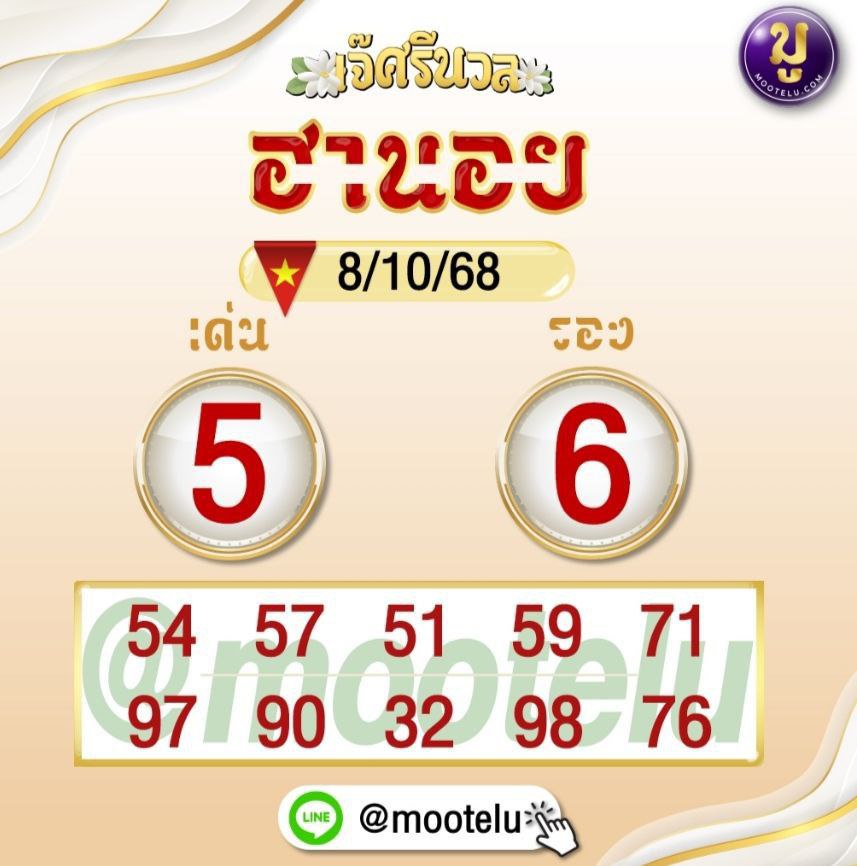 เจ๊ศรีนวล
มู
MOOTELU.COM
ฮานอย
8/10/68
เด่น รอง
5 6
54 57 51 59 71
97 90 32 98 76
@mootelu
LINE @mootelu